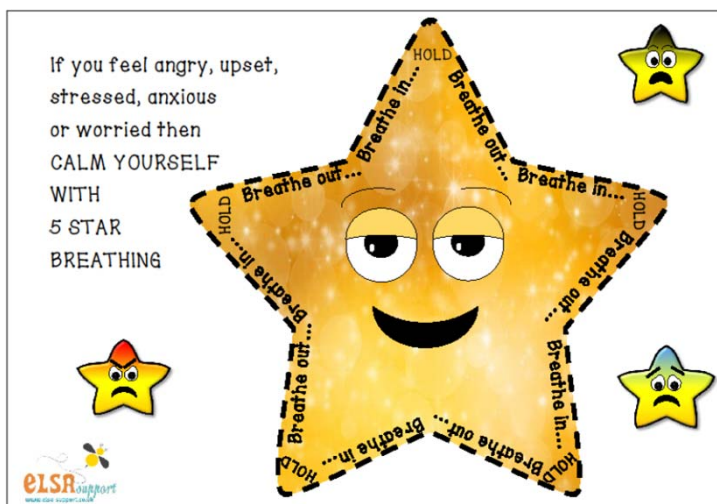 If you feel angry, upset,
stressed, anxious
or worried then
CALM YOURSELF
WITH
5 STAR
BREATHING
Breathe in...
HOLD
Breathe out...
Breathe in...
HOLD
Breathe out...
Breathe in...
HOLD
Breathe out...
Breathe in...
HOLD
Breathe out...
Breathe in...
HOLD
Breathe out...
eLSA support